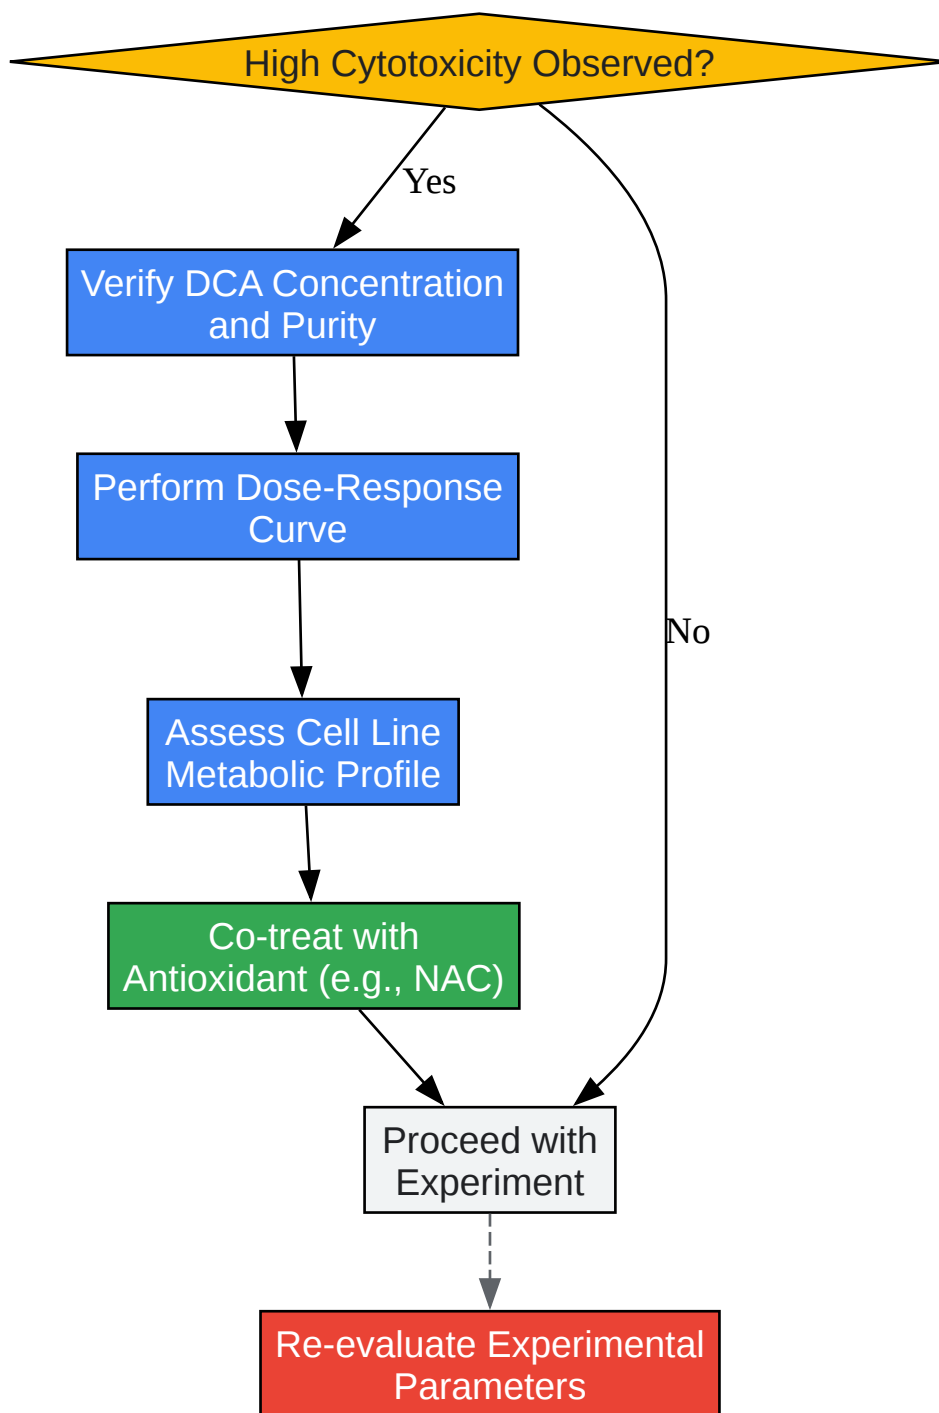 High Cytotoxicity Observed?
Yes
Verify DCA Concentration
and Purity
Perform Dose-Response
Curve
No
Assess Cell Line
Metabolic Profile
Co-treat with
Antioxidant (e.g., NAC)
Proceed with
Experiment
Re-evaluate Experimental
Parameters